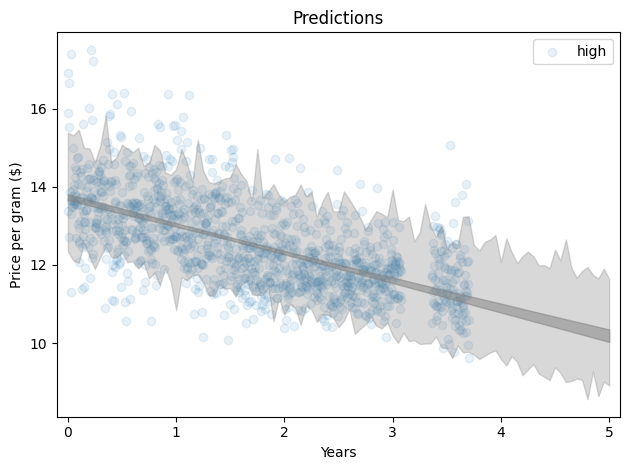 Predictions
high
Price per gram ($)
16
14
12
10
0 1 2 3 4 5
Years